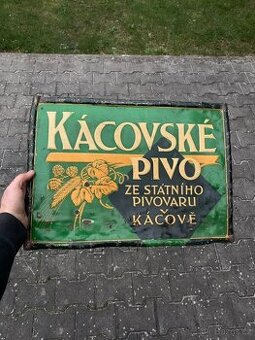 KÁCOVSKÉ
PIVO
ZE STÁTNÍHO
PIVOVARU
V
KÁCOVĚ